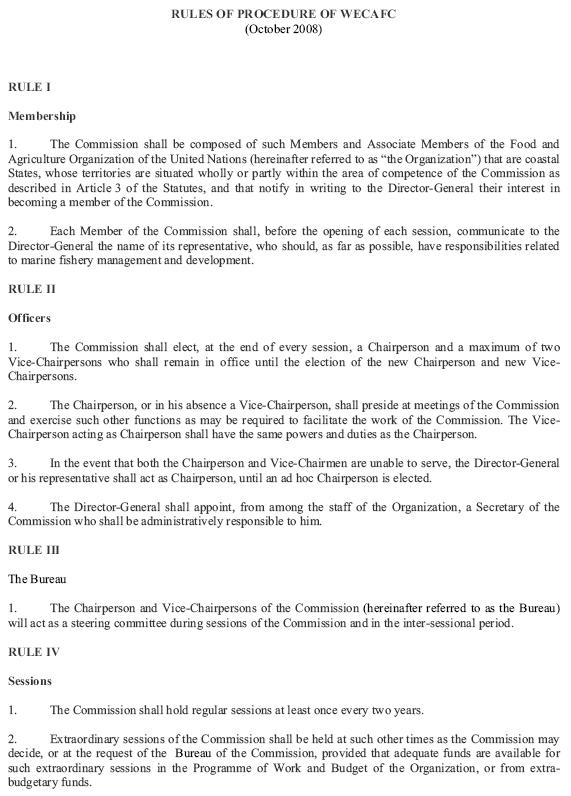 RULES OF PROCEDURE OF WECAFC
(October 2008)
RULE I
Membership
1. The Commission shall be composed of such Members and Associate Members of the Food and
Agriculture Organization of the United Nations (hereinafter referred to as “the Organization”) that are coastal
States, whose territories are situated wholly or partly within the area of competence of the Commission as
described in Article 3 of the Statutes, and that notify in writing to the Director-General their interest in
becoming a member of the Commission.
2. Each Member of the Commission shall, before the opening of each session, communicate to the
Director-General the name of its representative, who should, as far as possible, have responsibilities related
to marine fishery management and development.
RULE II
Officers
1. The Commission shall elect, at the end of every session, a Chairperson and a maximum of two
Vice-Chairpersons who shall remain in office until the election of the new Chairperson and new Vice-
Chairpersons.
2. The Chairperson, or in his absence a Vice-Chairperson, shall preside at meetings of the Commission
and exercise such other functions as may be required to facilitate the work of the Commission. The Vice-
Chairperson acting as Chairperson shall have the same powers and duties as the Chairperson.
3. In the event that both the Chairperson and Vice-Chairmen are unable to serve, the Director-General
or his representative shall act as Chairperson, until an ad hoc Chairperson is elected.
4. The Director-General shall appoint, from among the staff of the Organization, a Secretary of the
Commission who shall be administratively responsible to him.
RULE III
The Bureau
1. The Chairperson and Vice-Chairpersons of the Commission (hereinafter referred to as the Bureau)
will act as a steering committee during sessions of the Commission and in the inter-sessional period.
RULE IV
Sessions
1. The Commission shall hold regular sessions at least once every two years.
2. Extraordinary sessions of the Commission shall be held at such other times as the Commission may
decide, or at the request of the Bureau of the Commission, provided that adequate funds are available for
such extraordinary sessions in the Programme of Work and Budget of the Organization, or from extra-
budgetary funds.